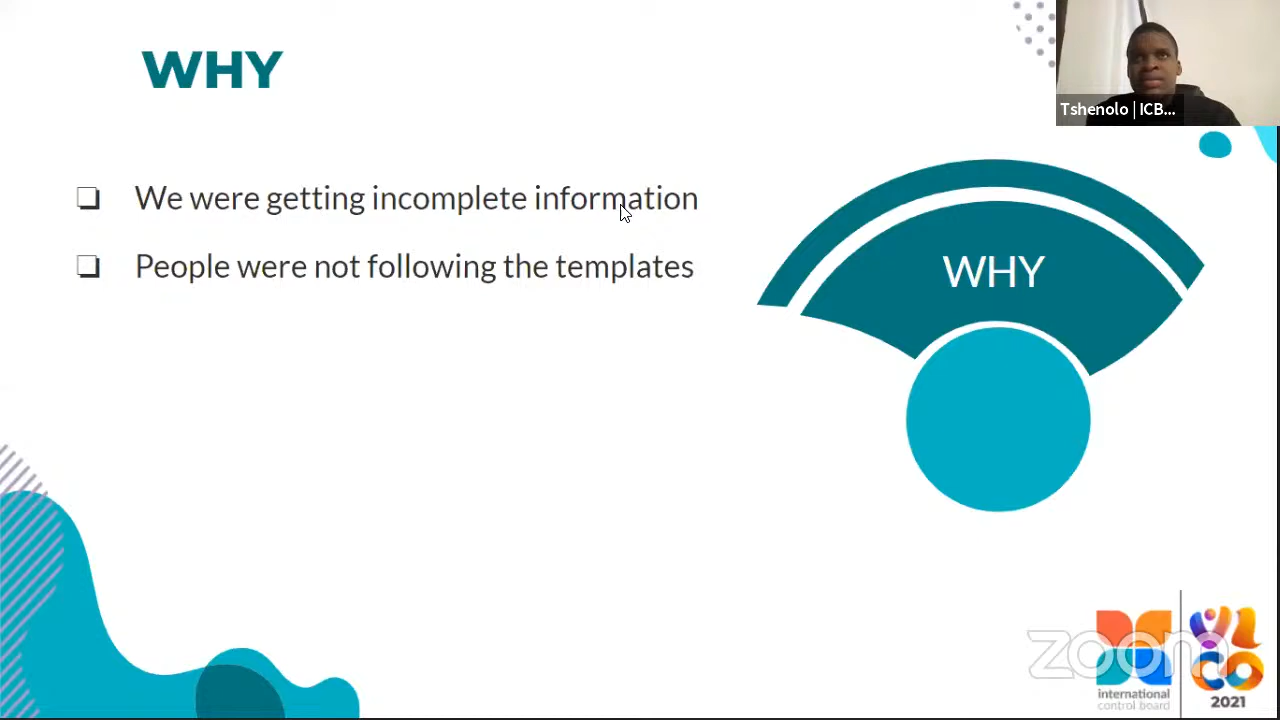 WHY
Tshenolo | ICB...
We were getting incomplete information
People were not following the templates
WHY
zoom
international
control board
YLCO
2021